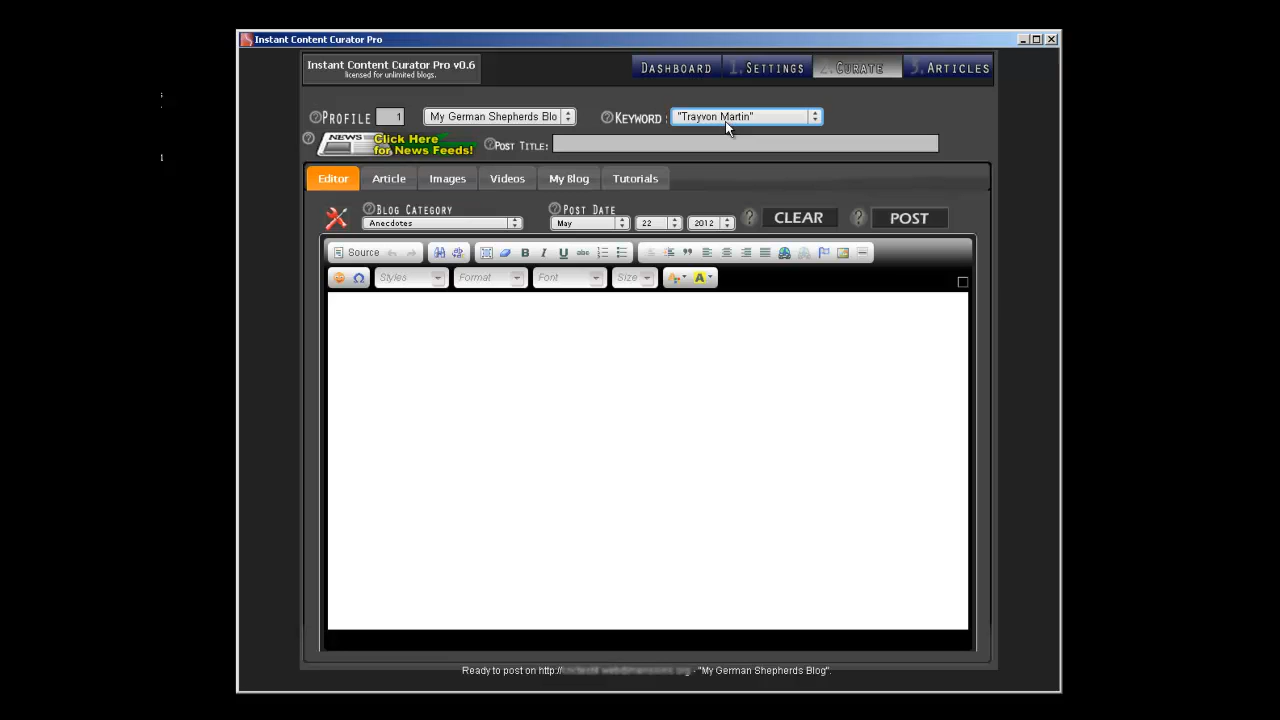 Instant Content Curator Pro
Instant Content Curator Pro v0.6
licensed for unlimited blogs.
DASHBOARD 1. SETTINGS 2. CURATE 3. ARTICLES
PROFILE 1 My German Shepherds Blo KEYWORD: "Trayvon Martin"
NEWS Click Here
for News Feeds! POST TITLE:
Editor Article Images Videos My Blog Tutorials
BLOG CATEGORY POST DATE
Anecdotes May 22 2012 CLEAR POST
Source B I U abc
Styles Format Font Size A
Ready to post on http:// - "My German Shepherds Blog".